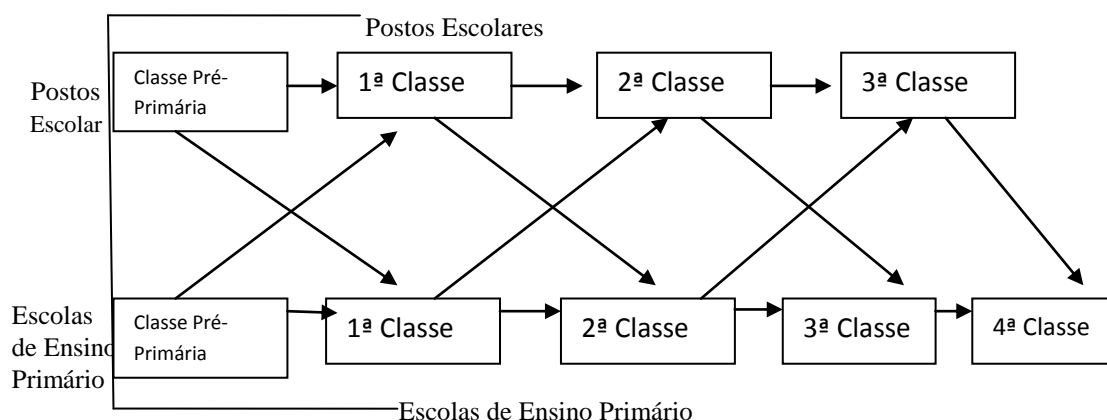 Postos Escolares
Postos
Escolar
Classe Pré-
Primária
1ª Classe
2ª Classe
3ª Classe
Escolas
de Ensino
Primário
Classe Pré-
Primária
1ª Classe
2ª Classe
3ª Classe
4ª Classe
Escolas de Ensino Primário